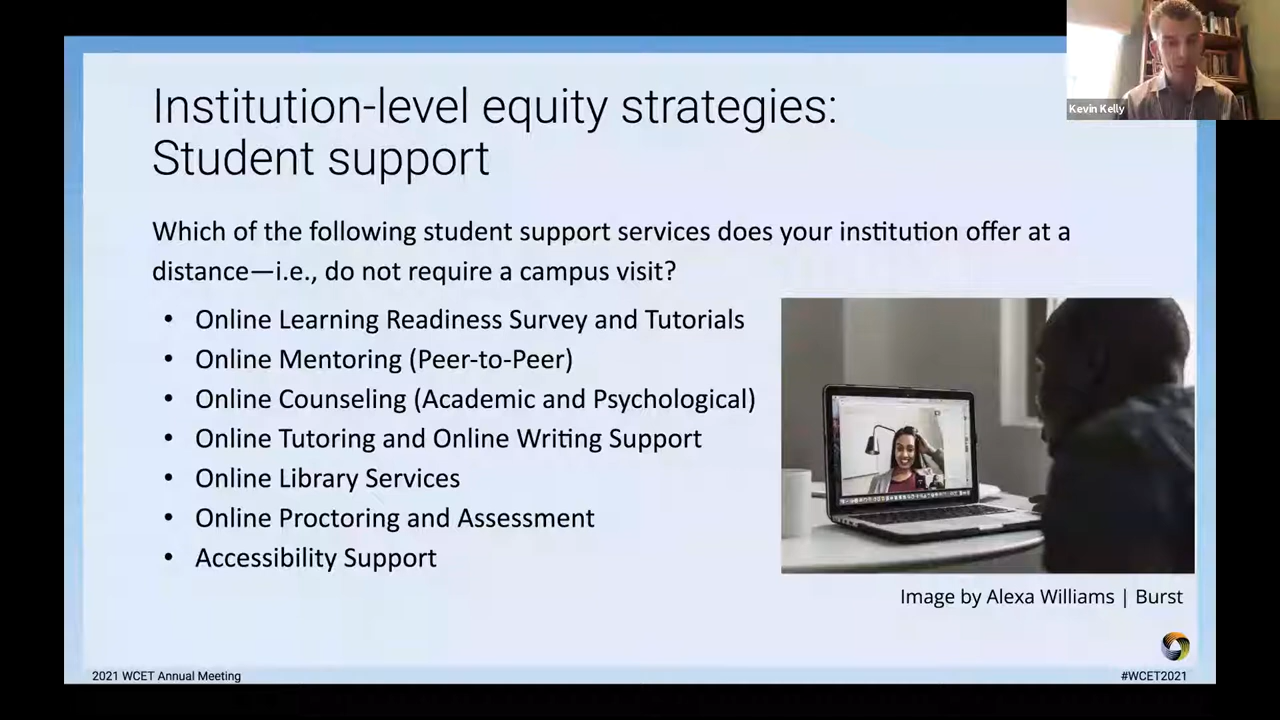 Kevin Kelly
Institution-level equity strategies:
Student support
Which of the following student support services does your institution offer at a
distance—i.e., do not require a campus visit?
• Online Learning Readiness Survey and Tutorials
• Online Mentoring (Peer-to-Peer)
• Online Counseling (Academic and Psychological)
• Online Tutoring and Online Writing Support
• Online Library Services
• Online Proctoring and Assessment
• Accessibility Support
Image by Alexa Williams | Burst
2021 WCET Annual Meeting
#WCET2021